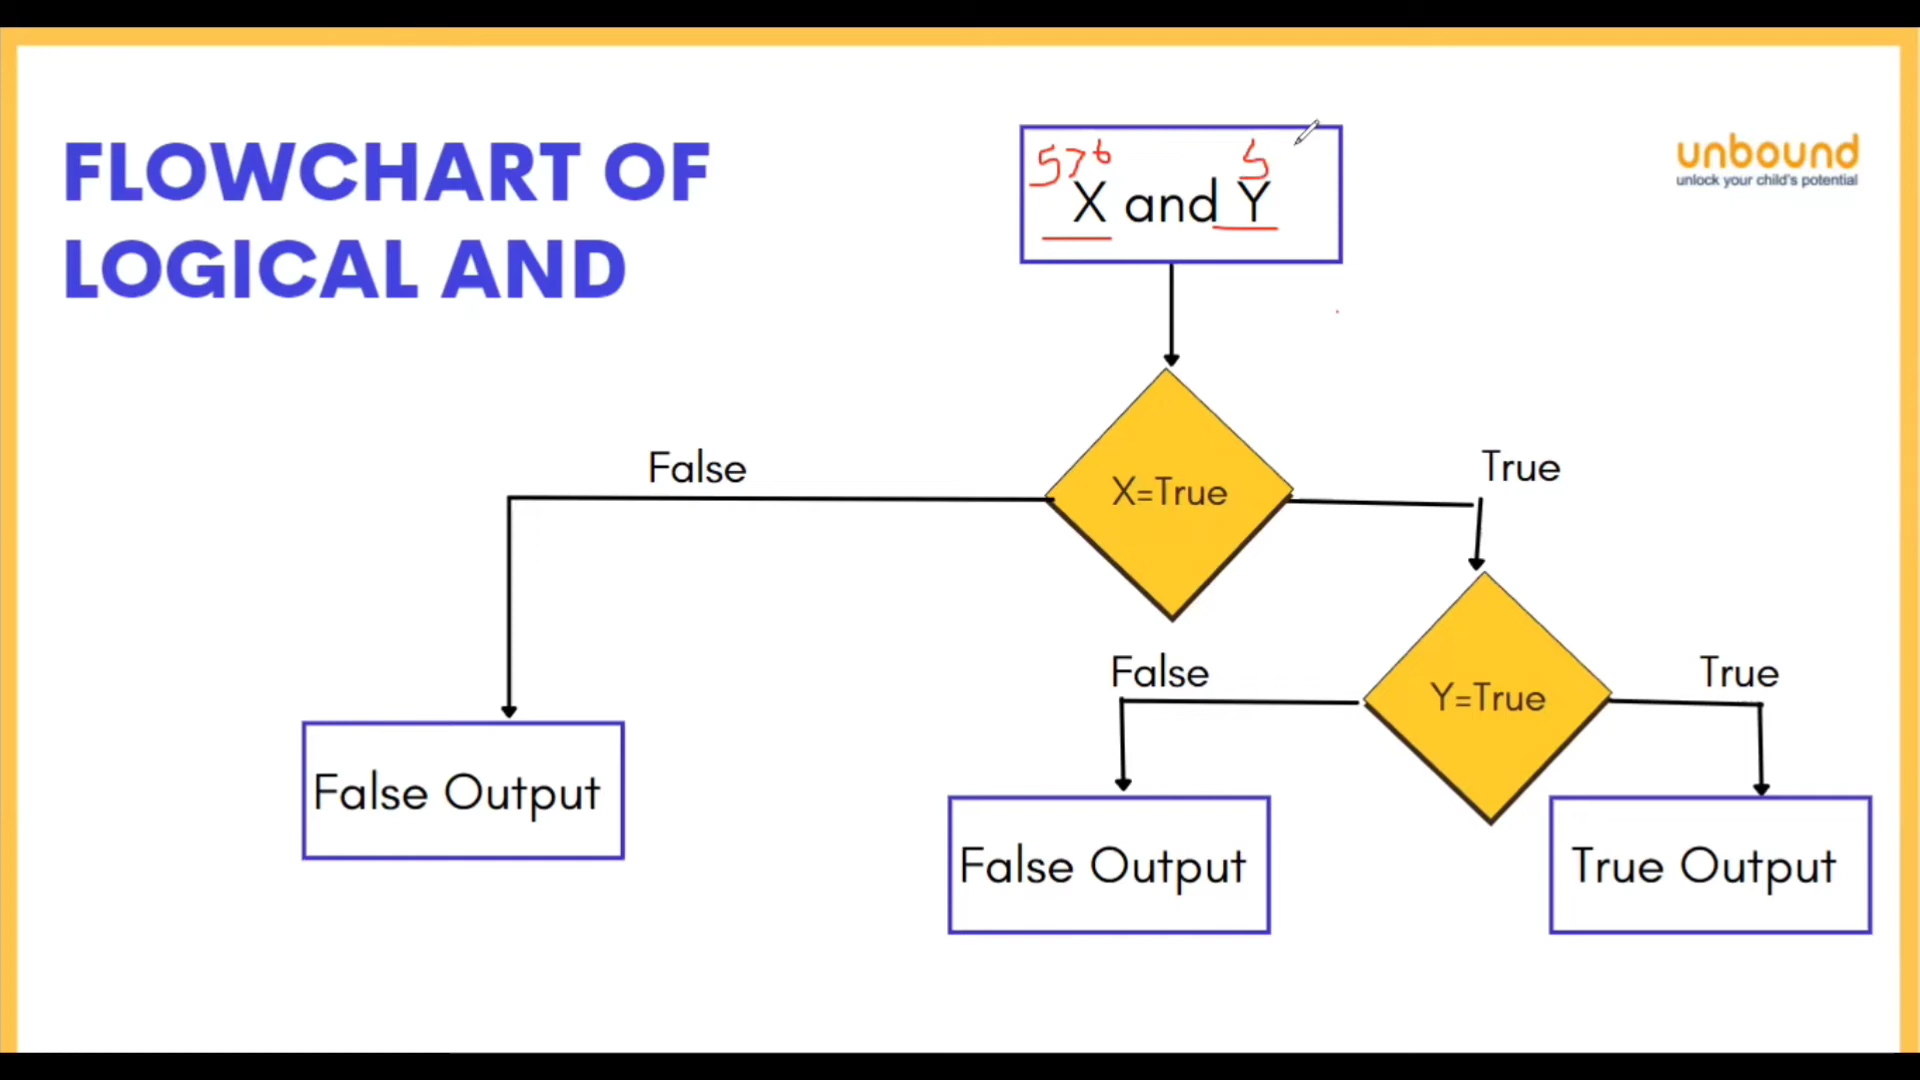 FLOWCHART OF
LOGICAL AND
unbound
unlock your child's potential
X and Y
X=True
False
True
Y=True
False
True
False Output
False Output
True Output